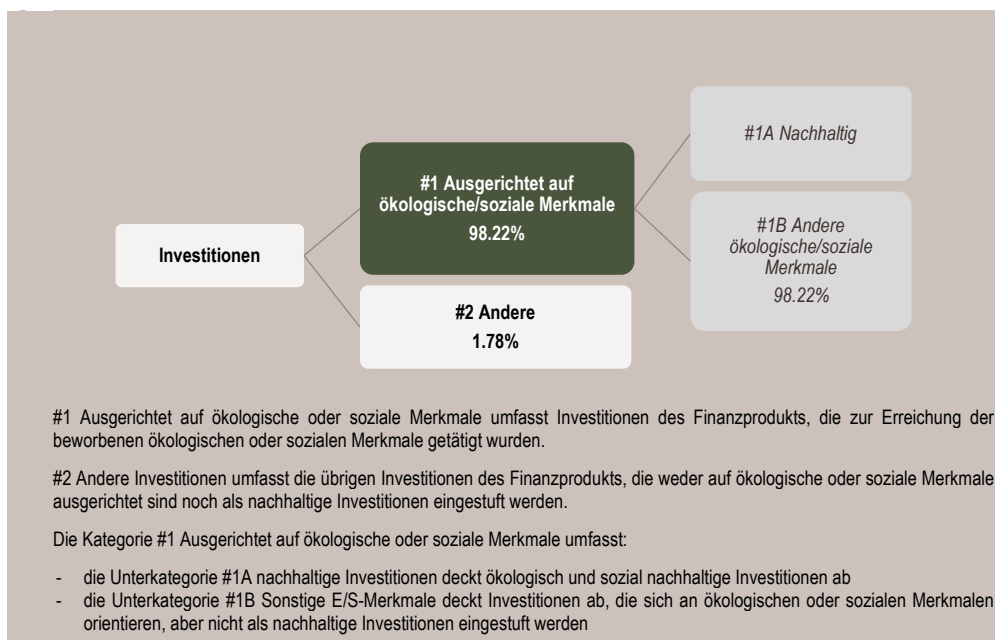 #1A Nachhaltig
#1 Ausgerichtet auf
ökologische/soziale Merkmale
98.22%
#1B Andere
ökologische/soziale
Merkmale
98.22%
Investitionen
#2 Andere
1.78%
#1 Ausgerichtet auf ökologische oder soziale Merkmale umfasst Investitionen des Finanzprodukts, die zur Erreichung der
beworbenen ökologischen oder sozialen Merkmale getätigt wurden.
#2 Andere Investitionen umfasst die übrigen Investitionen des Finanzprodukts, die weder auf ökologische oder soziale Merkmale
ausgerichtet sind noch als nachhaltige Investitionen eingestuft werden.
Die Kategorie #1 Ausgerichtet auf ökologische oder soziale Merkmale umfasst:
- die Unterkategorie #1A nachhaltige Investitionen deckt ökologisch und sozial nachhaltige Investitionen ab
- die Unterkategorie #1B Sonstige E/S-Merkmale deckt Investitionen ab, die sich an ökologischen oder sozialen Merkmalen
orientieren, aber nicht als nachhaltige Investitionen eingestuft werden